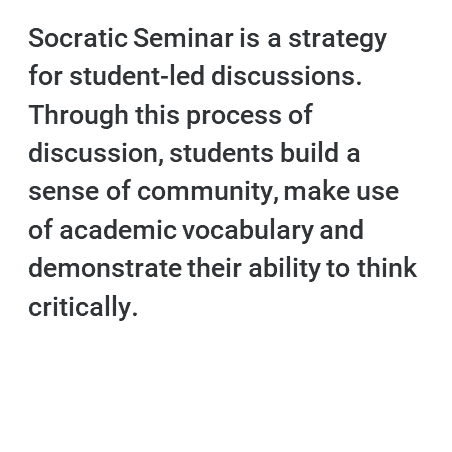 Socratic Seminar is a strategy
for student-led discussions.
Through this process of
discussion, students build a
sense of community, make use
of academic vocabulary and
demonstrate their ability to think
critically.